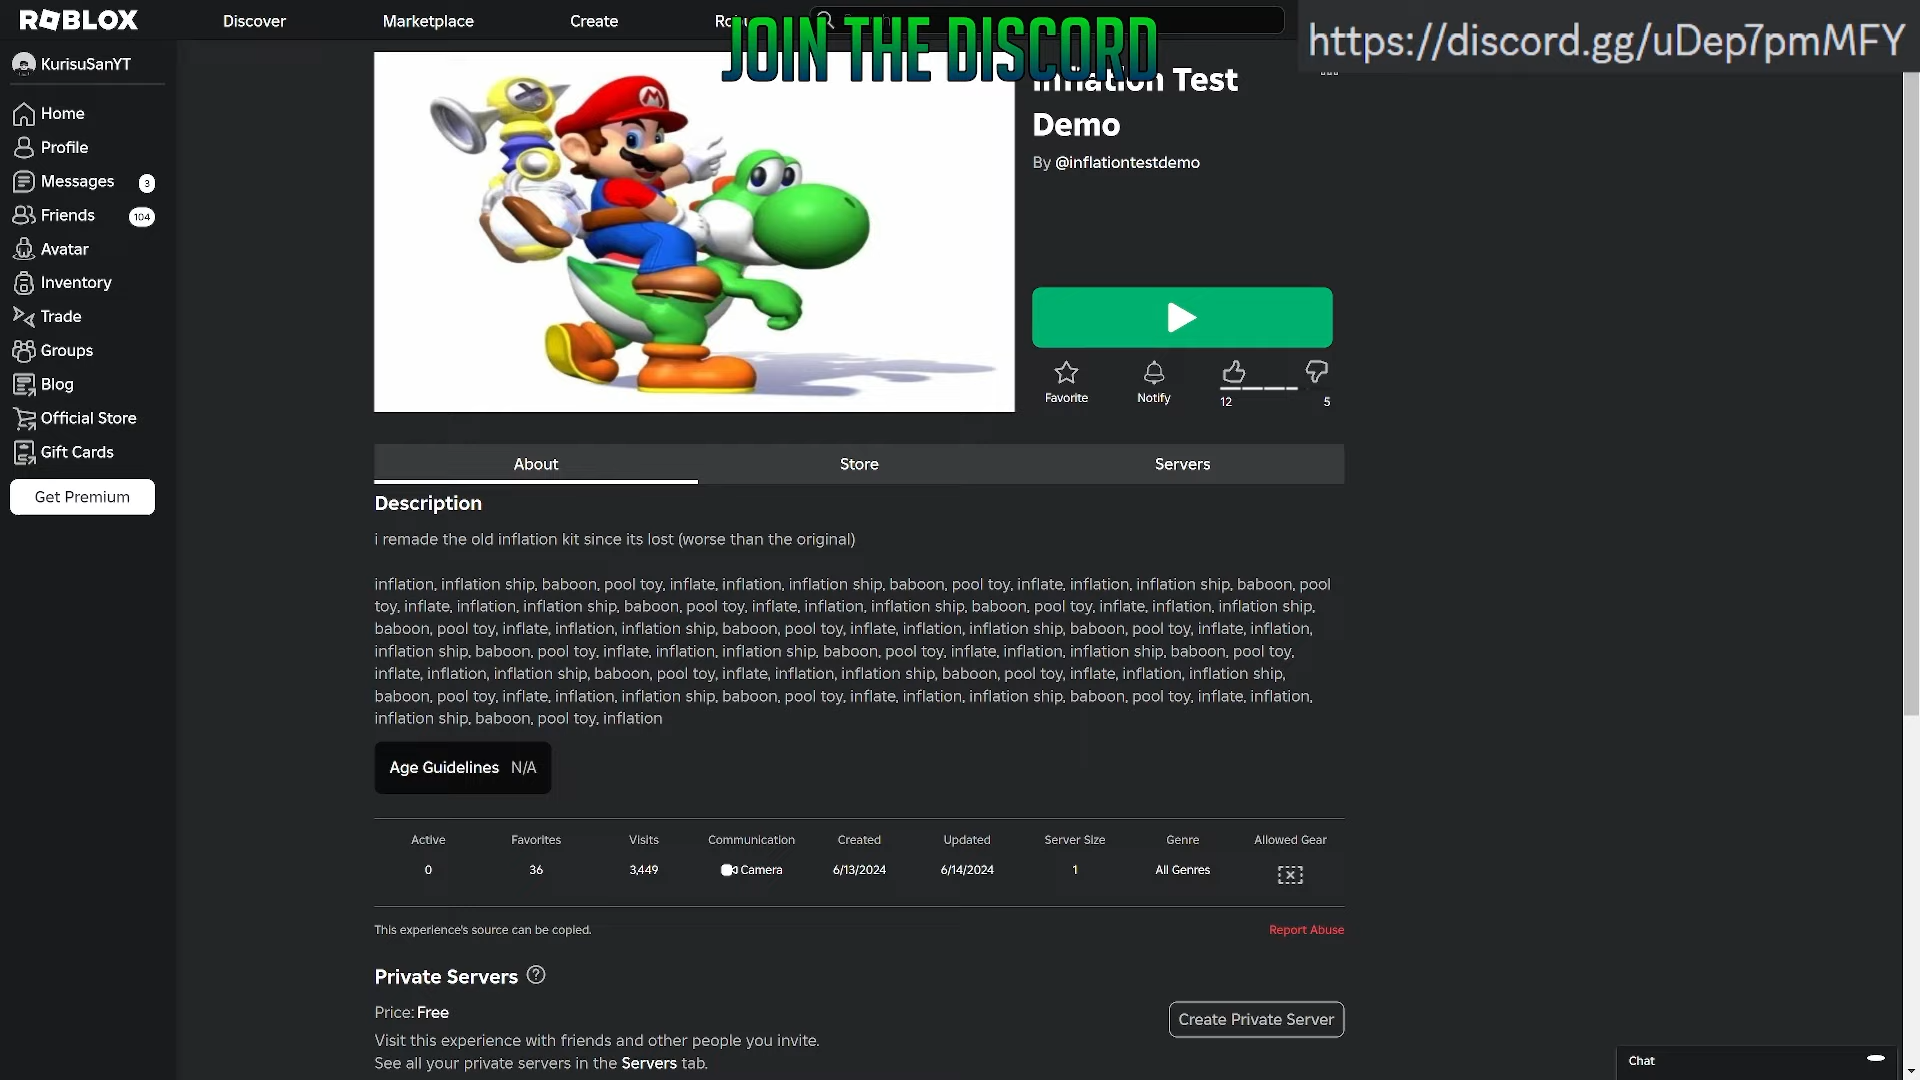 ROBLOX
Discover
Marketplace
Create
JOIN THE DISCORD
https://discord.gg/uDep7pmMFY
KurisuSanYT
Home
Profile
Messages
3
Friends
104
Avatar
Inventory
Trade
Groups
Blog
Official Store
Gift Cards
Get Premium
M
Inflation Test
Demo
By @inflationtestdemo
Favorite
Notify
12
5
About
Store
Servers
Description
i remade the old inflation kit since its lost (worse than the original)
inflation, inflation ship, baboon, pool toy, inflate, inflation, inflation ship, baboon, pool toy, inflate, inflation, inflation ship, baboon, pool
toy, inflate, inflation, inflation ship, baboon, pool toy, inflate, inflation, inflation ship, baboon, pool toy, inflate, inflation, inflation ship,
baboon, pool toy, inflate, inflation, inflation ship, baboon, pool toy, inflate, inflation, inflation ship, baboon, pool toy, inflate, inflation,
inflation ship, baboon, pool toy, inflate, inflation, inflation ship, baboon, pool toy, inflate, inflation, inflation ship, baboon, pool toy,
inflate, inflation, inflation ship, baboon, pool toy, inflate, inflation, inflation ship, baboon, pool toy, inflate, inflation, inflation ship,
baboon, pool toy, inflate, inflation, inflation ship, baboon, pool toy, inflate, inflation, inflation ship, baboon, pool toy, inflate, inflation,
inflation ship, baboon, pool toy, inflation
Age Guidelines N/A
Active
Favorites
Visits
Communication
Created
Updated
Server Size
Genre
Allowed Gear
0
36
3,449
Camera
6/13/2024
6/14/2024
1
All Genres
This experience's source can be copied.
Report Abuse
Private Servers
Price: Free
Create Private Server
Visit this experience with friends and other people you invite.
See all your private servers in the Servers tab.
Chat